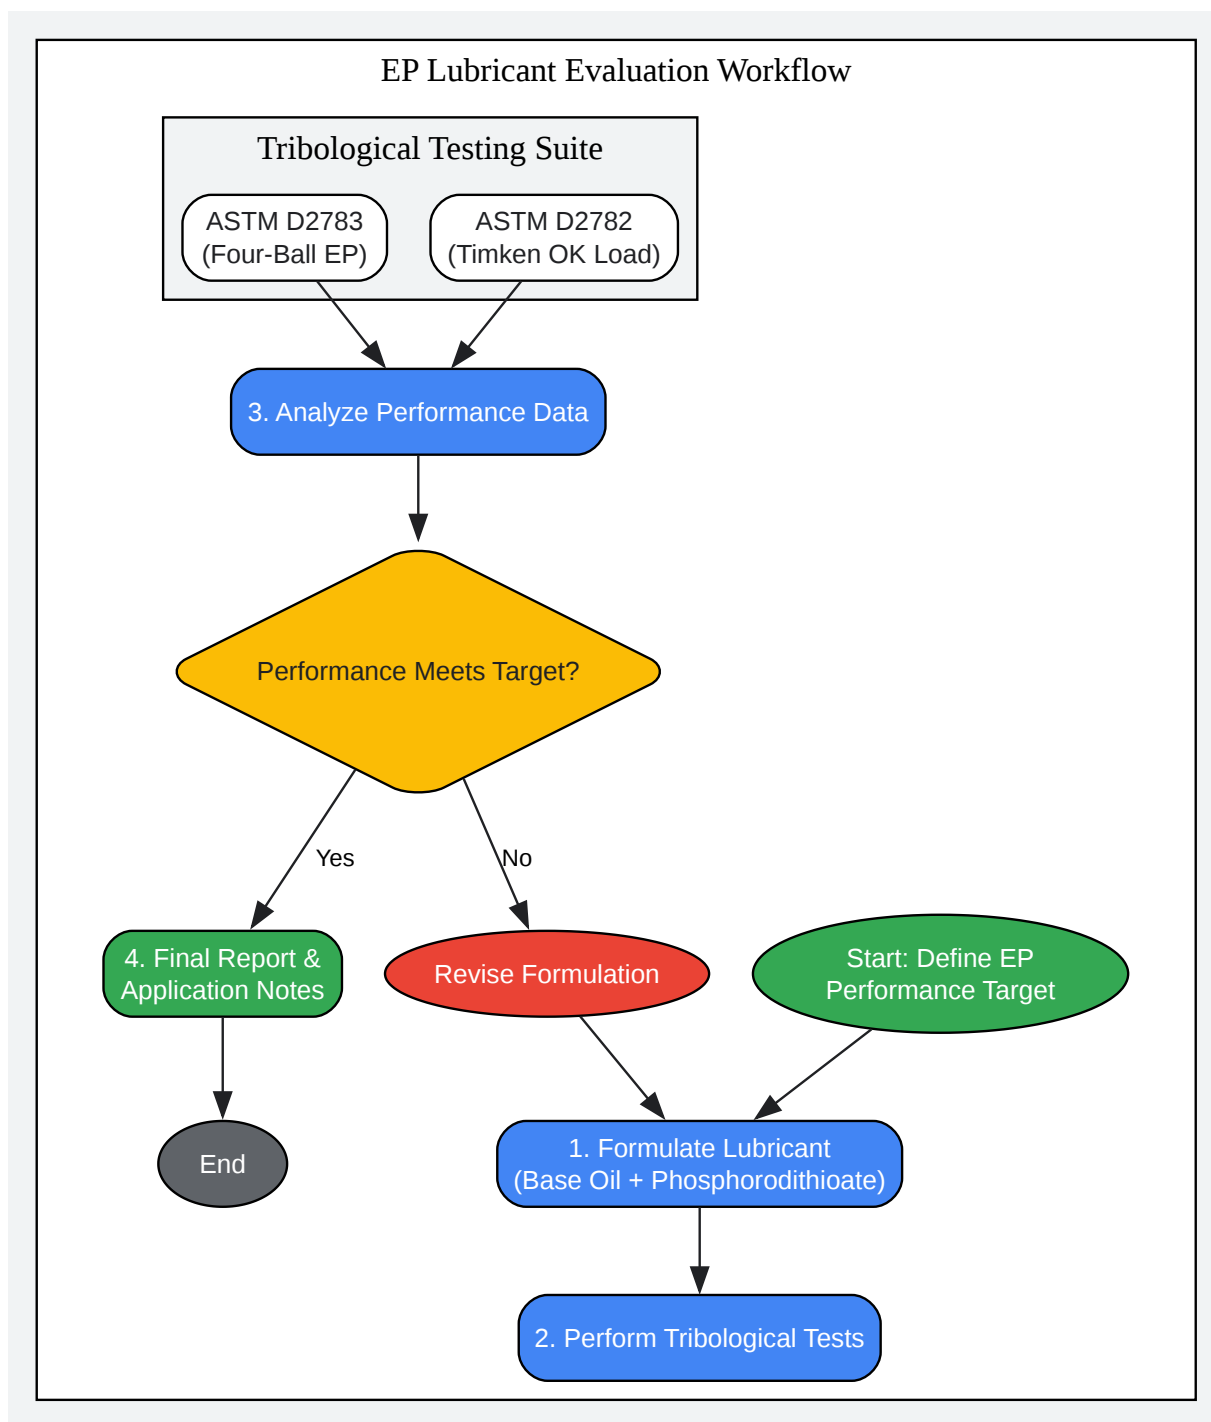 EP Lubricant Evaluation Workflow
Tribological Testing Suite
ASTM D2783
(Four-Ball EP)
ASTM D2782
(Timken OK Load)
3. Analyze Performance Data
Performance Meets Target?
Yes
No
4. Final Report &
Application Notes
Revise Formulation
Start: Define EP
Performance Target
End
1. Formulate Lubricant
(Base Oil + Phosphorodithioate)
2. Perform Tribological Tests